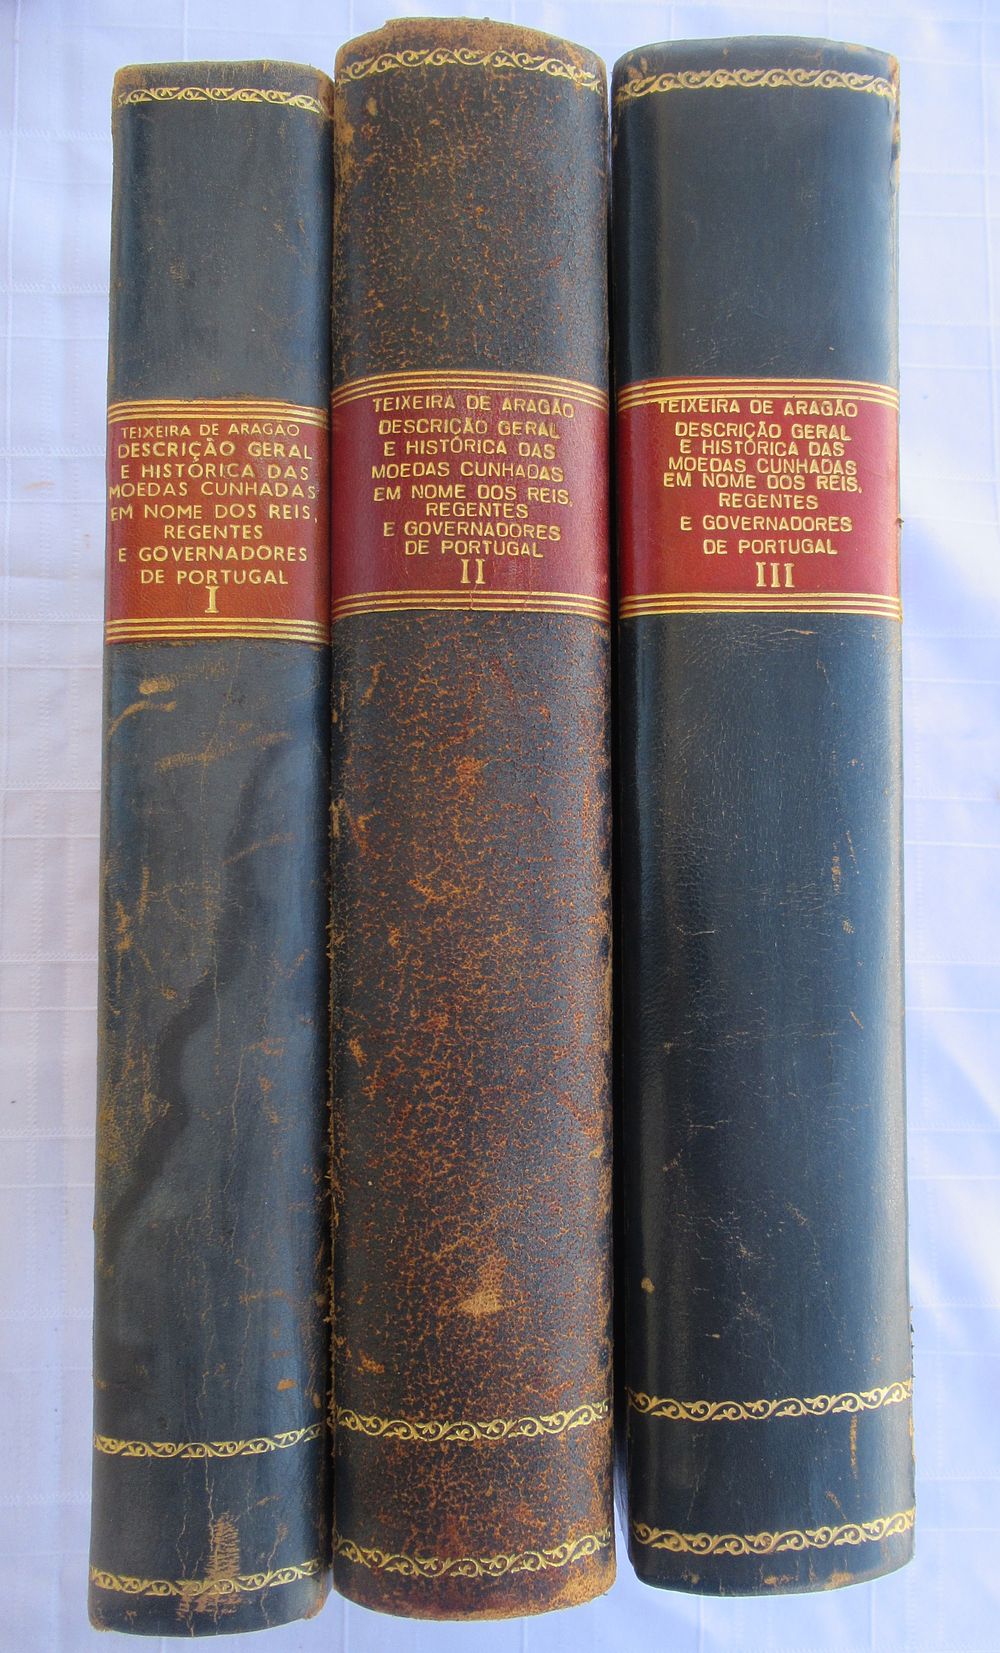 TEIXEIRA DE ARAGÃO
DESCRIÇÃO GERAL
E HISTÓRICA DAS
MOEDAS CUNHADAS
EM NOME DOS REIS,
REGENTES
E GOVERNADORES
DE PORTUGAL
I
TEIXEIRA DE ARAGÃO
DESCRIÇÃO GERAL
E HISTÓRICA DAS
MOEDAS CUNHADAS
EM NOME DOS REIS,
REGENTES
E GOVERNADORES
DE PORTUGAL
II
TEIXEIRA DE ARAGÃO
DESCRIÇÃO GERAL
E HISTÓRICA DAS
MOEDAS CUNHADAS
EM NOME DOS REIS,
REGENTES
E GOVERNADORES
DE PORTUGAL
III